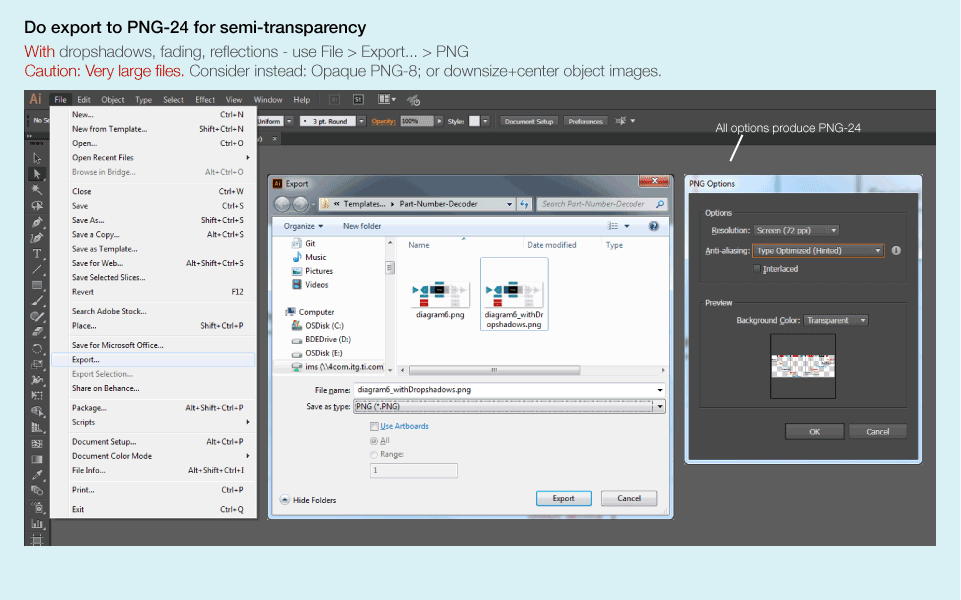 Do export to PNG-24 for semi-transparency
With dropshadows, fading, reflections - use File > Export... > PNG
Caution: Very large files. Consider instead: Opaque PNG-8; or downsize+center object images.
Ai File Edit Object Type Select Effect View Window Help Br St
No Se
Uniform 3 pt. Round Opacity: 100% Style: Document Setup Preferences
All options produce PNG-24
New... Ctrl+N
New from Template... Shift+Ctrl+N
Open... Ctrl+O
Open Recent Files
Browse in Bridge... Alt+Ctrl+O
Close Ctrl+W
Save Ctrl+S
Save As... Shift+Ctrl+S
Save a Copy... Alt+Ctrl+S
Save as Template...
Save for Web... Alt+Shift+Ctrl+S
Save Selected Slices...
Revert F12
Search Adobe Stock...
Place... Shift+Ctrl+P
Save for Microsoft Office...
Export...
Export Selection...
Share on Behance...
Package... Alt+Shift+Ctrl+P
Scripts
Document Setup... Alt+Ctrl+P
Document Color Mode
File Info... Alt+Shift+Ctrl+I
Print... Ctrl+P
Exit Ctrl+Q
Ai Export
« Templates... Part-Number-Decoder Search Part-Number-Decoder
Organize New folder
Git
Music
Pictures
Videos
Computer
OSDisk (C:)
BDEDrive (D:)
OSDisk (E:)
ims (\\4com.itg.ti.com
Name Date modified Type
diagram6.png
diagram6_withDr
opshadows.png
File name: diagram6_withDropshadows.png
Save as type: PNG (*.PNG)
Use Artboards
All
Range:
1
Hide Folders Export Cancel
PNG Options
Options
Resolution: Screen (72 ppi)
Anti-aliasing: Type Optimized (Hinted)
Interlaced
Preview
Background Color: Transparent
OK Cancel